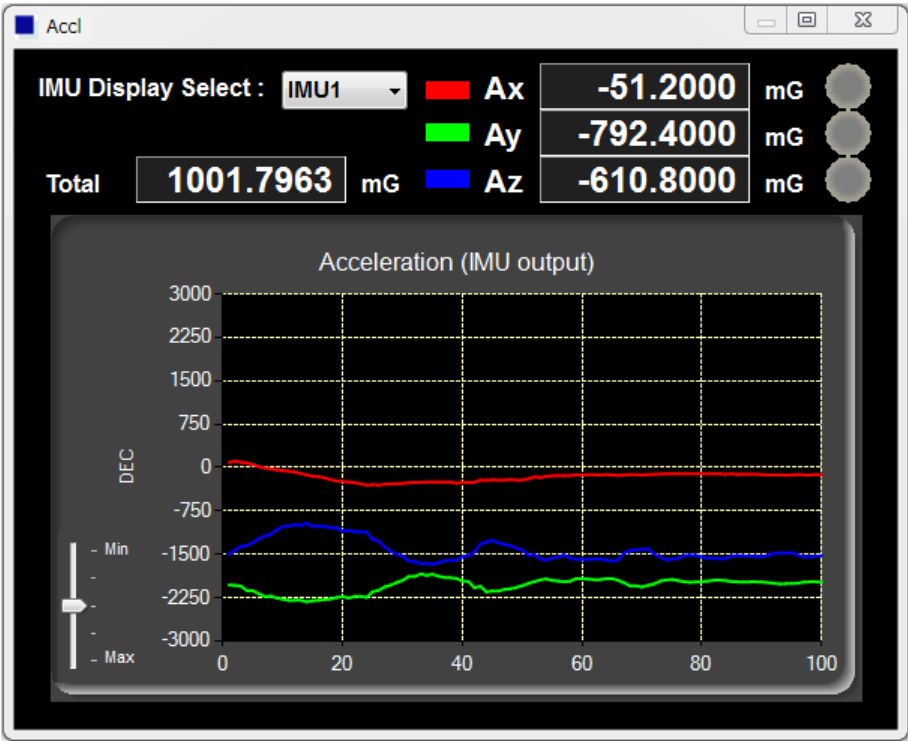 Accl
IMU Display Select : IMU1 Ax -51.2000 mG
Ay -792.4000 mG
Total 1001.7963 mG Az -610.8000 mG
Acceleration (IMU output)
3000
2250
1500
750
0
-750
-1500
-2250
-3000
DEC
- Min
- Max
0 20 40 60 80 100